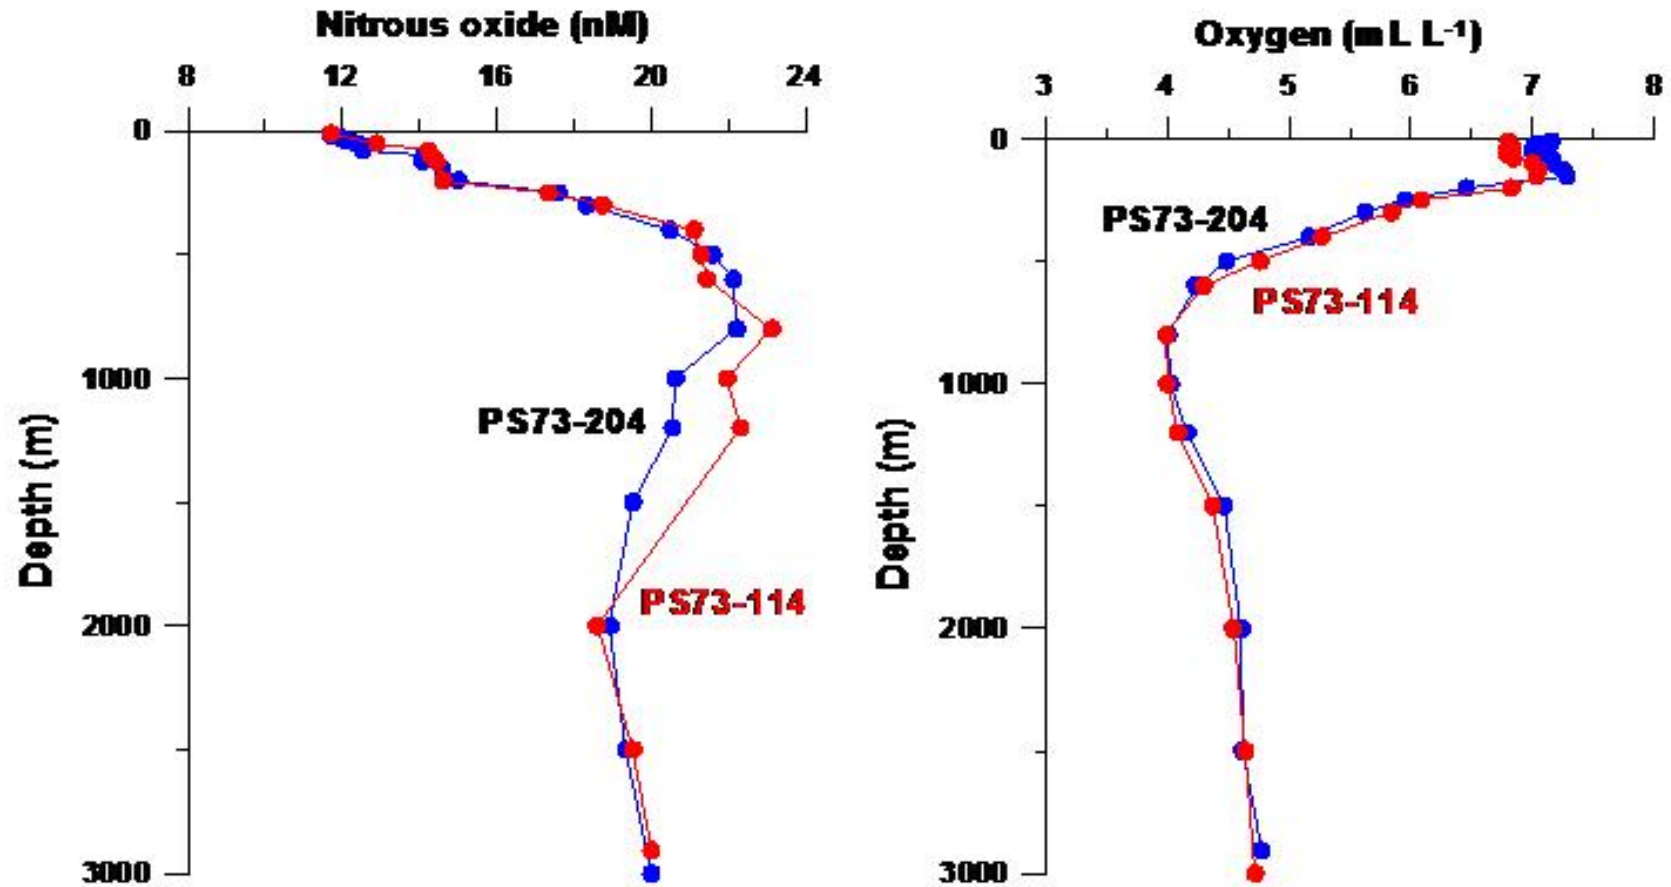 Nitrous oxide (nM)
8 12 16 20 24
0
1000
2000
3000
Depth (m)
PS73-204
PS73-114
Oxygen (mL L⁻¹)
3 4 5 6 7 8
0
1000
2000
3000
Depth (m)
PS73-204
PS73-114